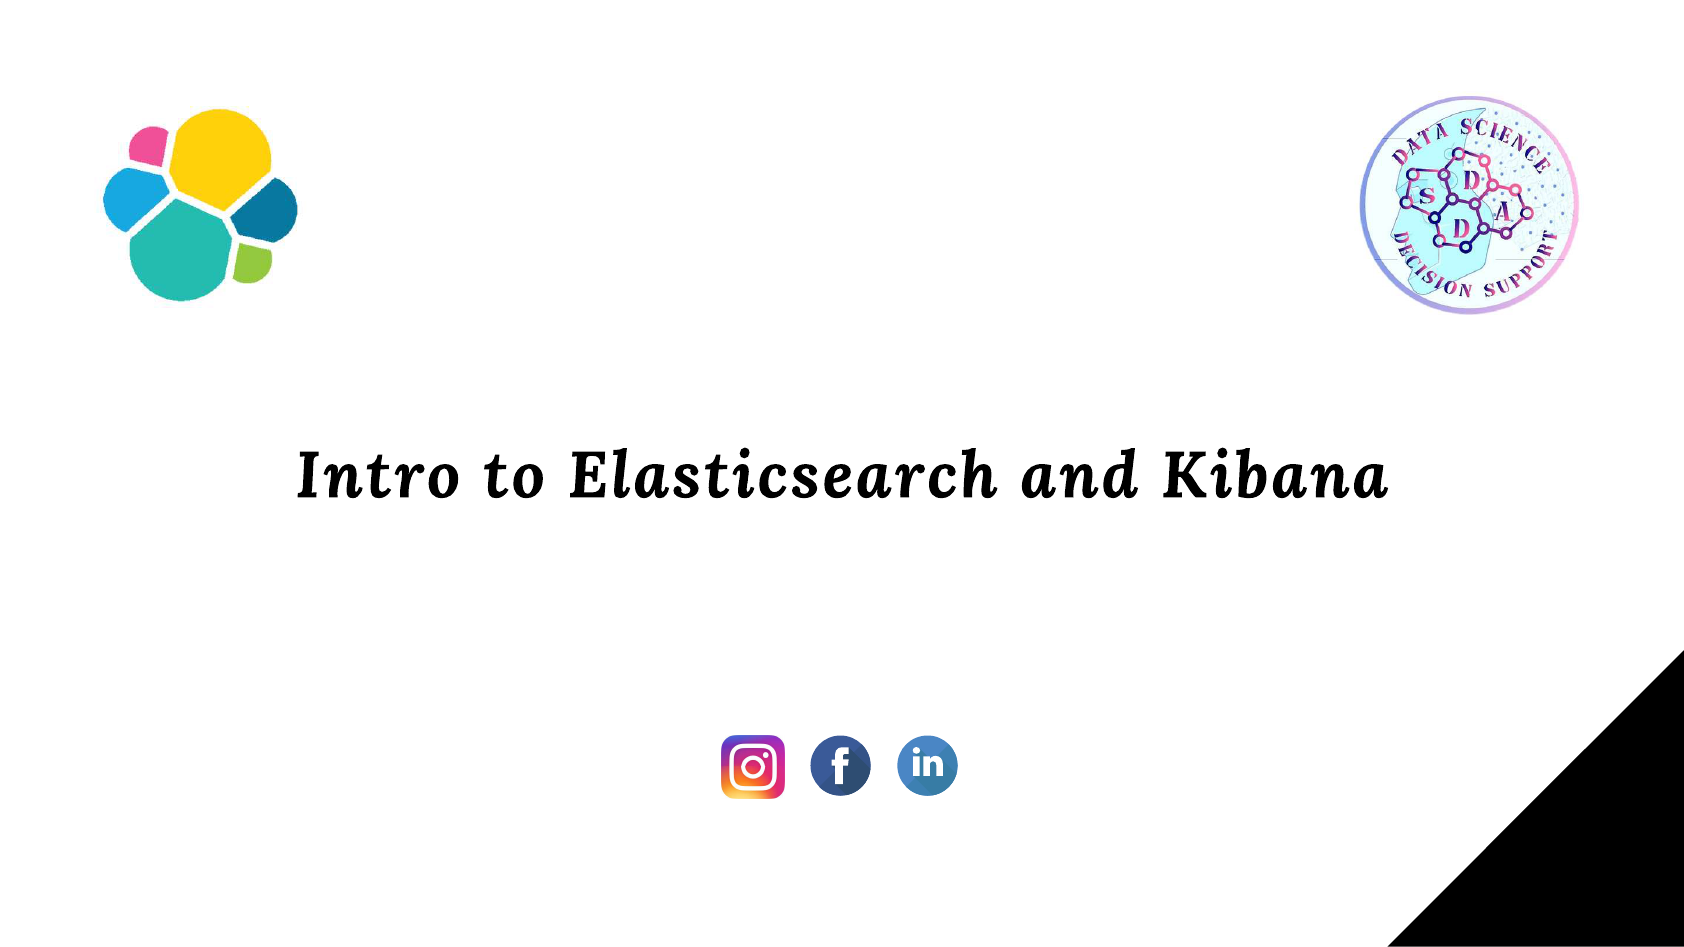 DATA SCIENCE
D
S
A
D
DECISION SUPPORT
Intro to Elasticsearch and Kibana
f
in